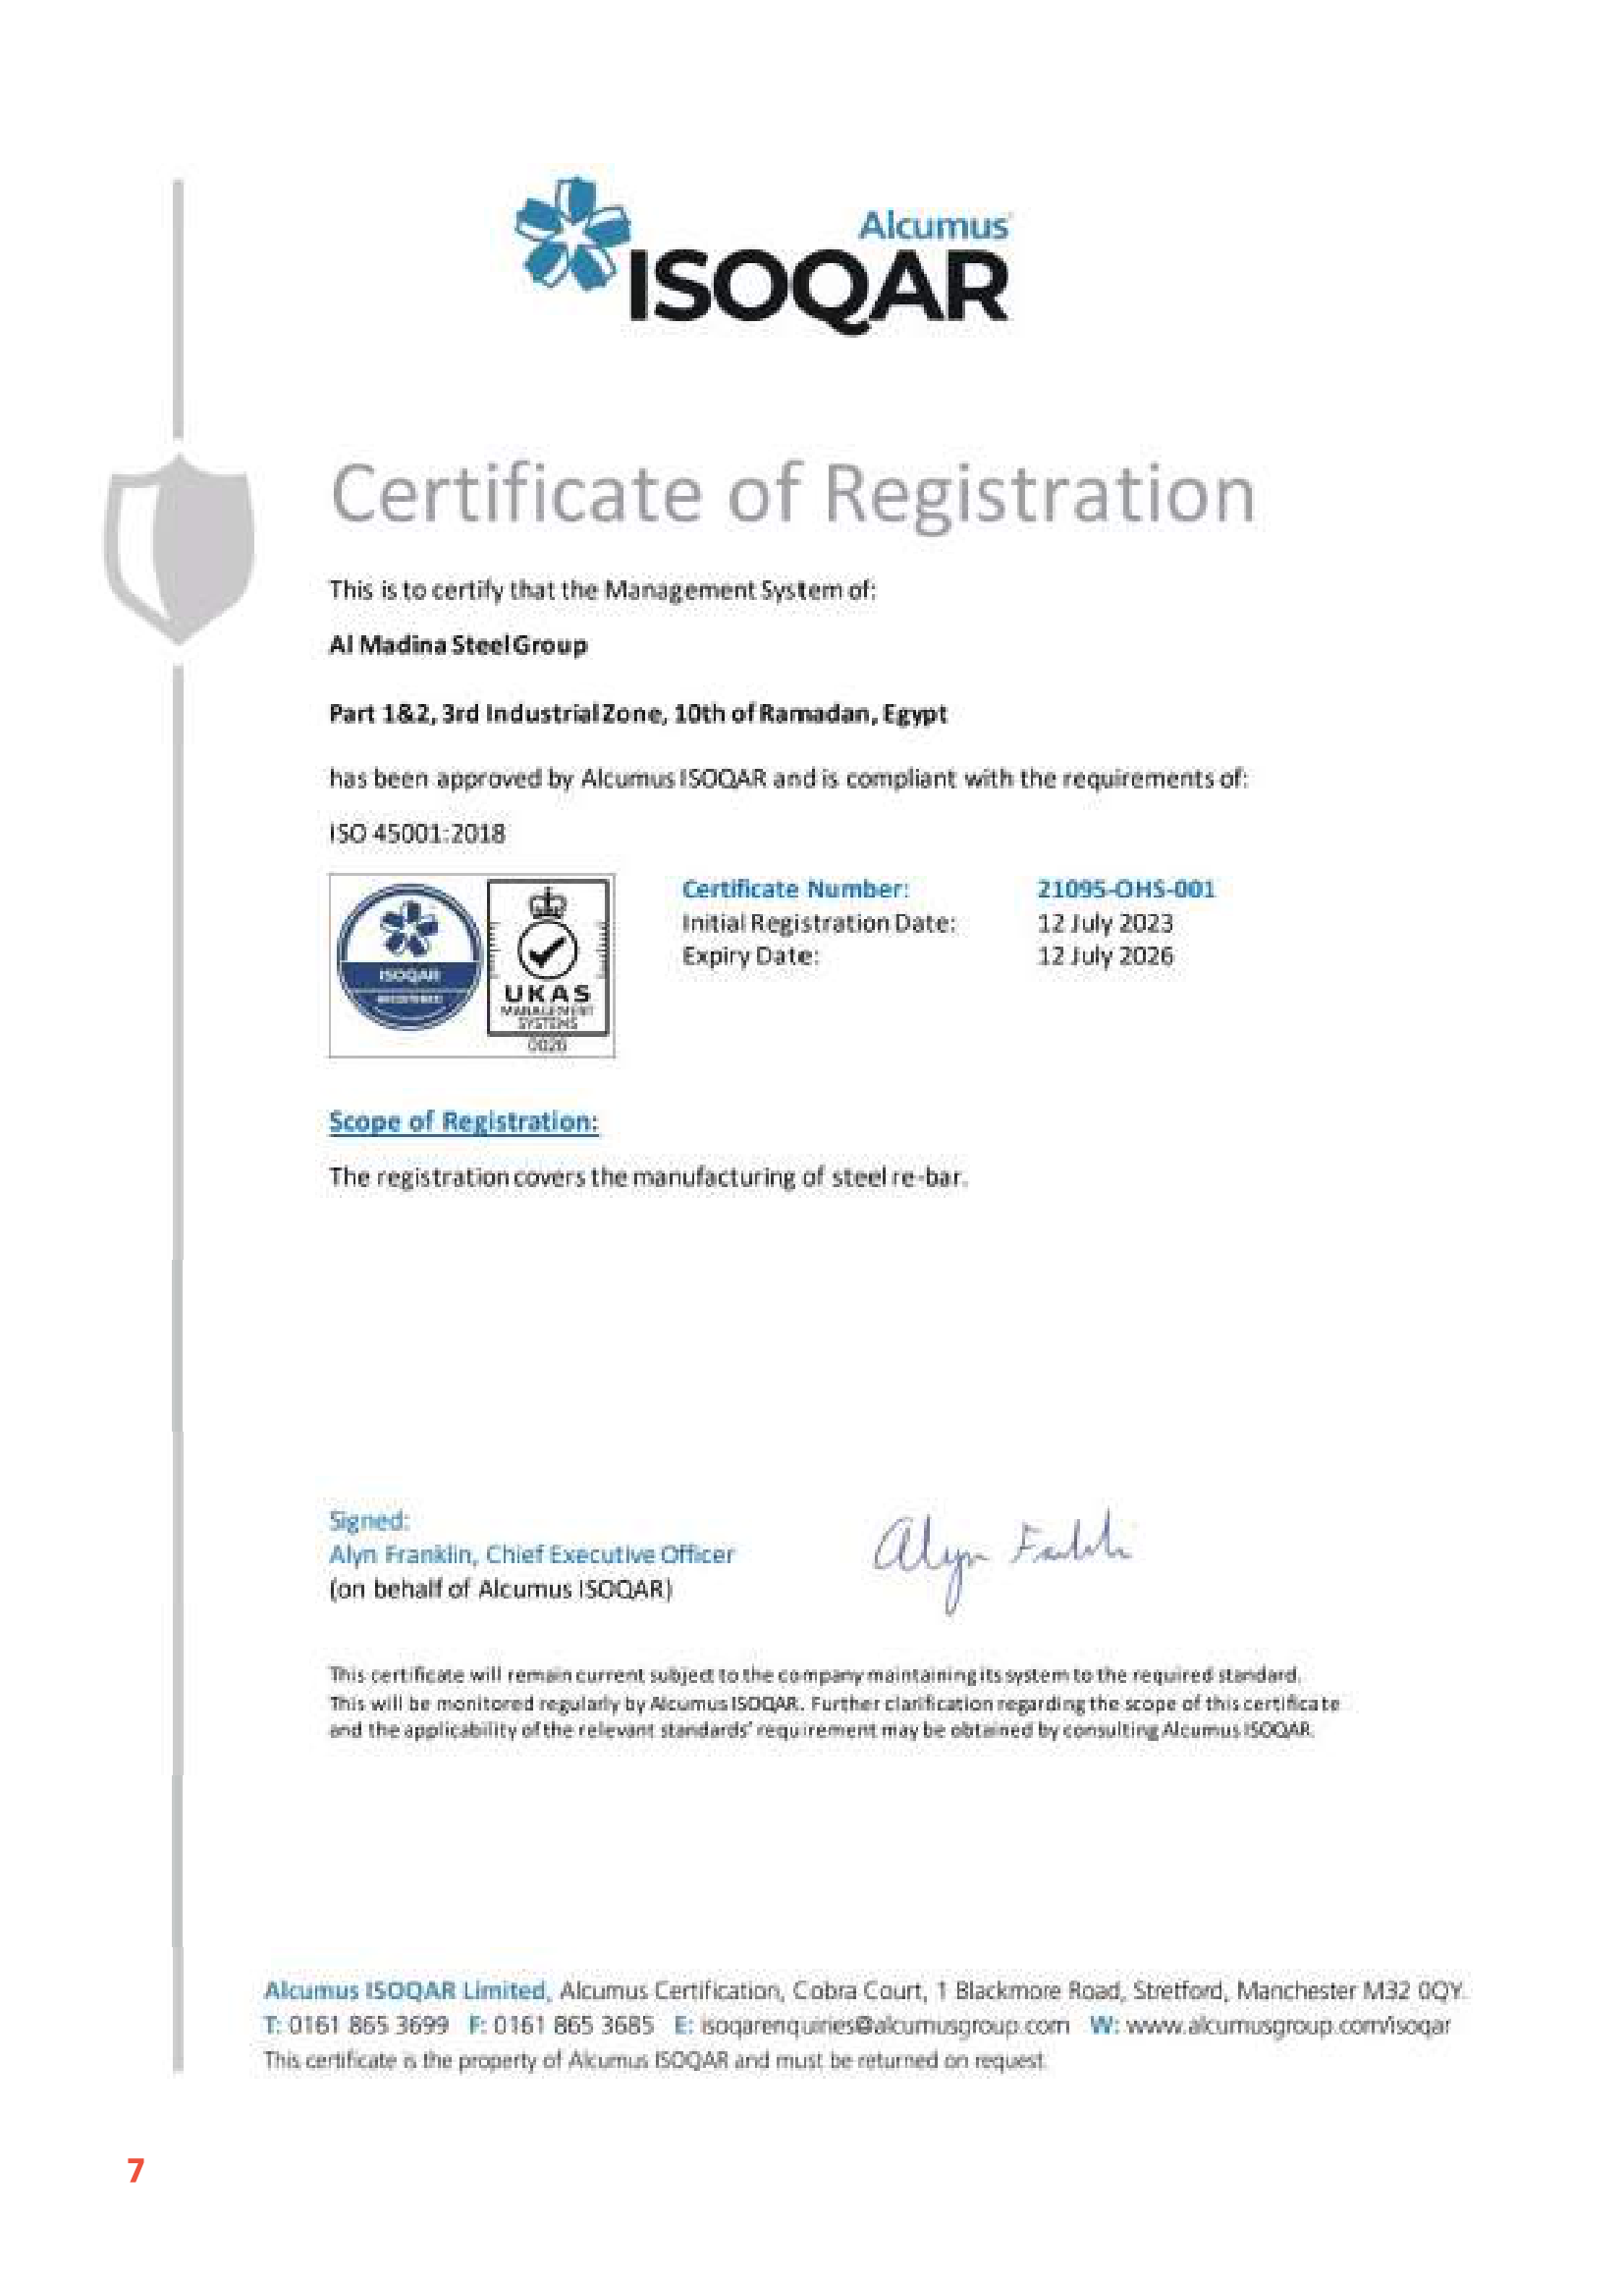 Alcumus
ISOQAR
Certificate of Registration
This is to certify that the Management System of:
Al Madina Steel Group
Part 1&2, 3rd Industrial Zone, 10th of Ramadan, Egypt
has been approved by Alcumus ISOQAR and is compliant with the requirements of:
ISO 45001:2018
Certificate Number: 21095-OHS-001
Initial Registration Date: 12 July 2023
Expiry Date: 12 July 2026
ISOQAR
REGISTERED
UKAS
MANAGEMENT
SYSTEMS
0026
Scope of Registration:
The registration covers the manufacturing of steel re-bar.
Signed:
Alyn Franklin, Chief Executive Officer
(on behalf of Alcumus ISOQAR)
This certificate will remain current subject to the company maintaining its system to the required standard.
This will be monitored regularly by Alcumus ISOQAR. Further clarification regarding the scope of this certificate
and the applicability of the relevant standards' requirement may be obtained by consulting Alcumus ISOQAR.
Alcumus ISOQAR Limited, Alcumus Certification, Cobra Court, 1 Blackmore Road, Stretford, Manchester M32 0QY.
T: 0161 865 3699 F: 0161 865 3685 E: isoqarenquiries@alcumusgroup.com W: www.alcumusgroup.com/isoqar
This certificate is the property of Alcumus ISOQAR and must be returned on request.
7